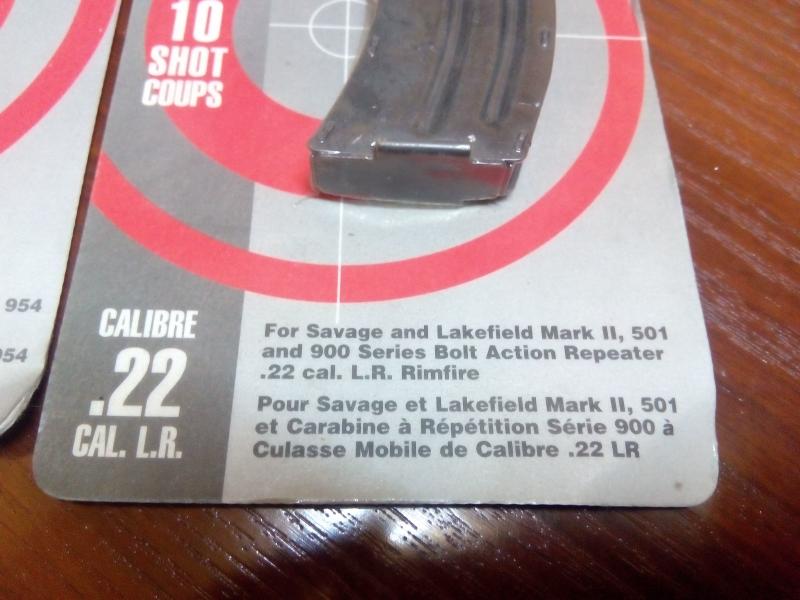 10
SHOT
COUPS
954
954
CALIBRE
.22
CAL. L.R.
For Savage and Lakefield Mark II, 501
and 900 Series Bolt Action Repeater
.22 cal. L.R. Rimfire
Pour Savage et Lakefield Mark II, 501
et Carabine à Répétition Série 900 à
Culasse Mobile de Calibre .22 LR